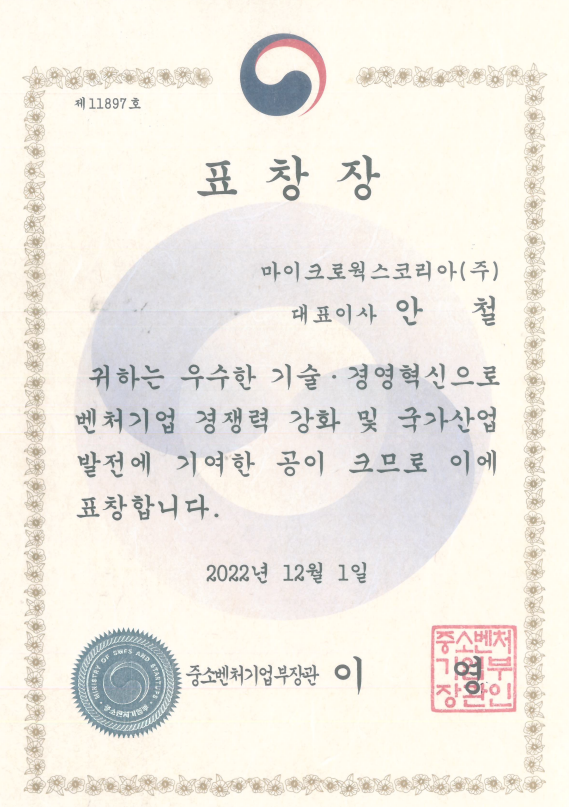 제11897호
표 창 장
마이크로웍스코리아(주)
대표이사 안 철
귀하는 우수한 기술·경영혁신으로
벤처기업 경쟁력 강화 및 국가산업
발전에 기여한 공이 크므로 이에
표창합니다.
2022년 12월 1일
MINISTRY OF SMES AND STARTUPS
중소벤처기업부
중소벤처기업부장관 이 영
중소벤처
기업부
장관인